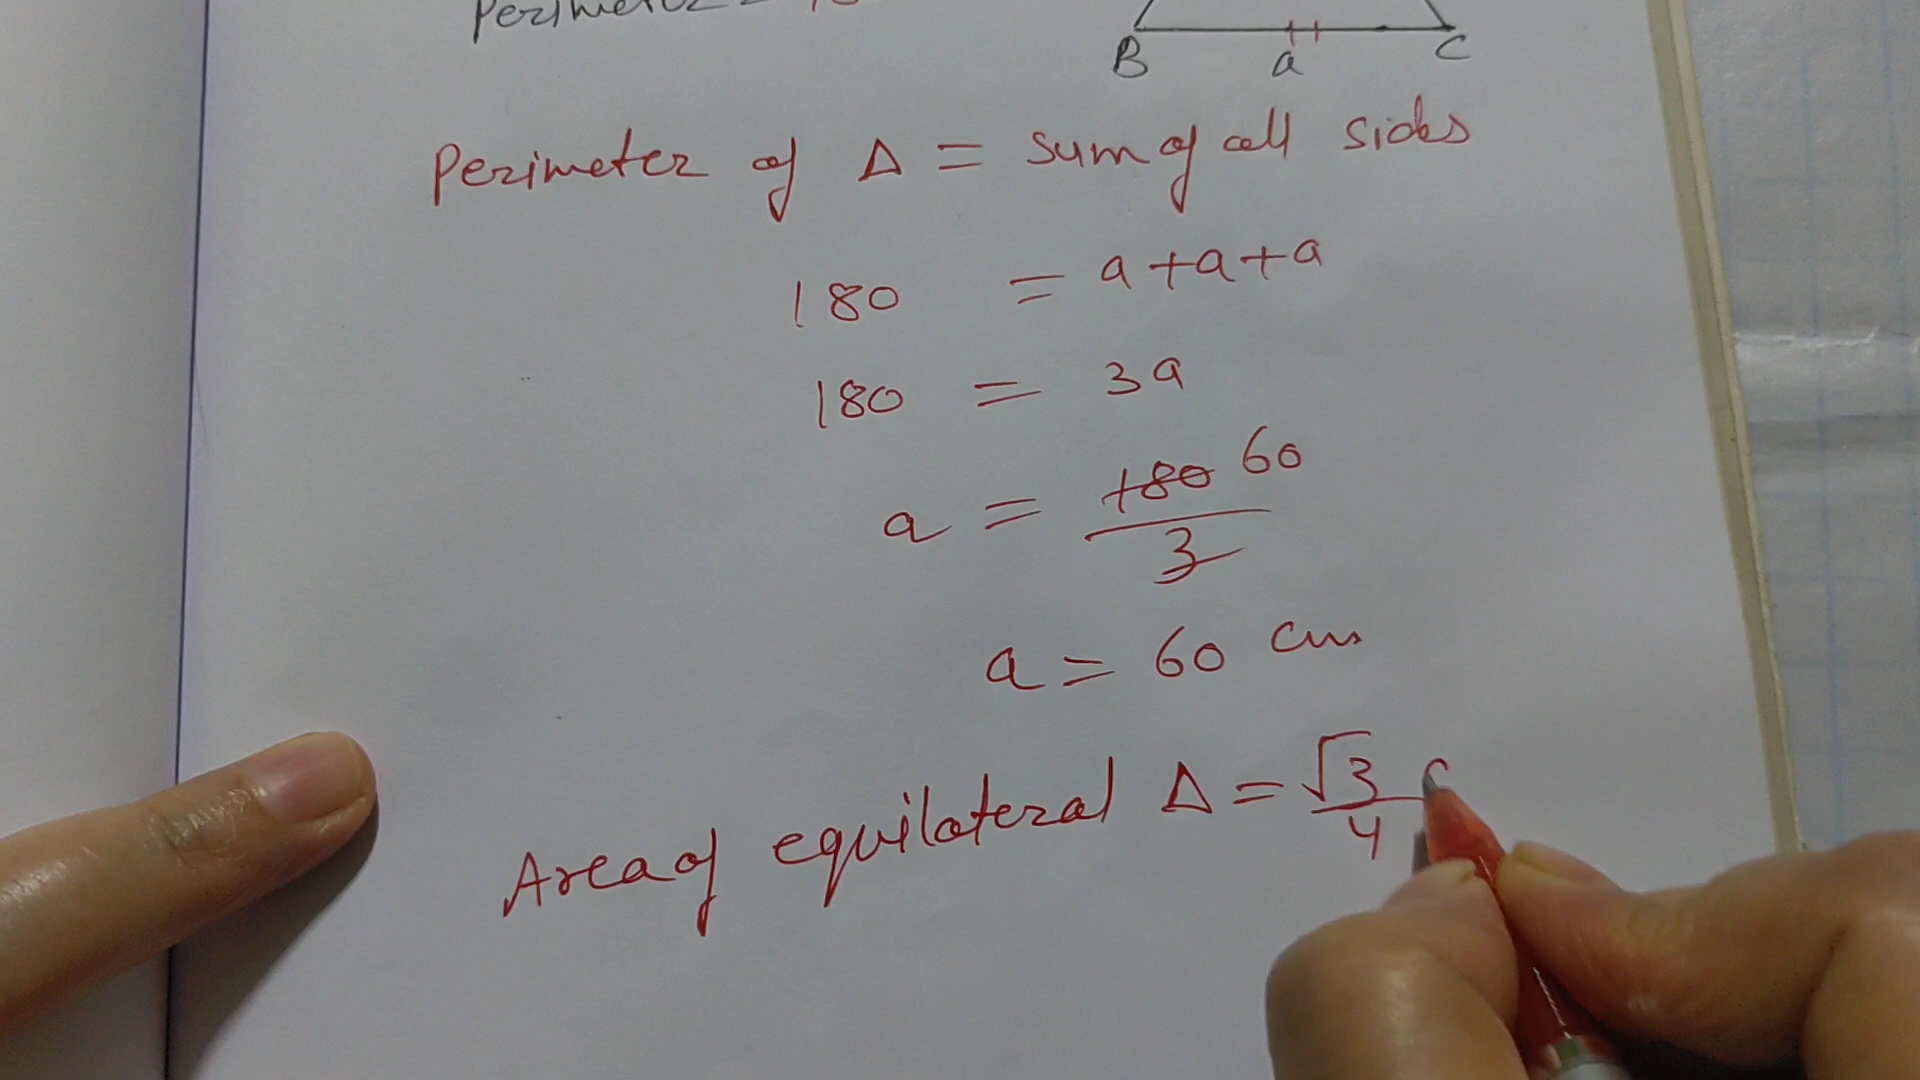 Perimeter =
B a C
Perimeter of Δ = sum of all sides
180 = a + a + a
180 = 3a
a = 180 60 / 3
a = 60 cm
Area of equilateral Δ = √3/4